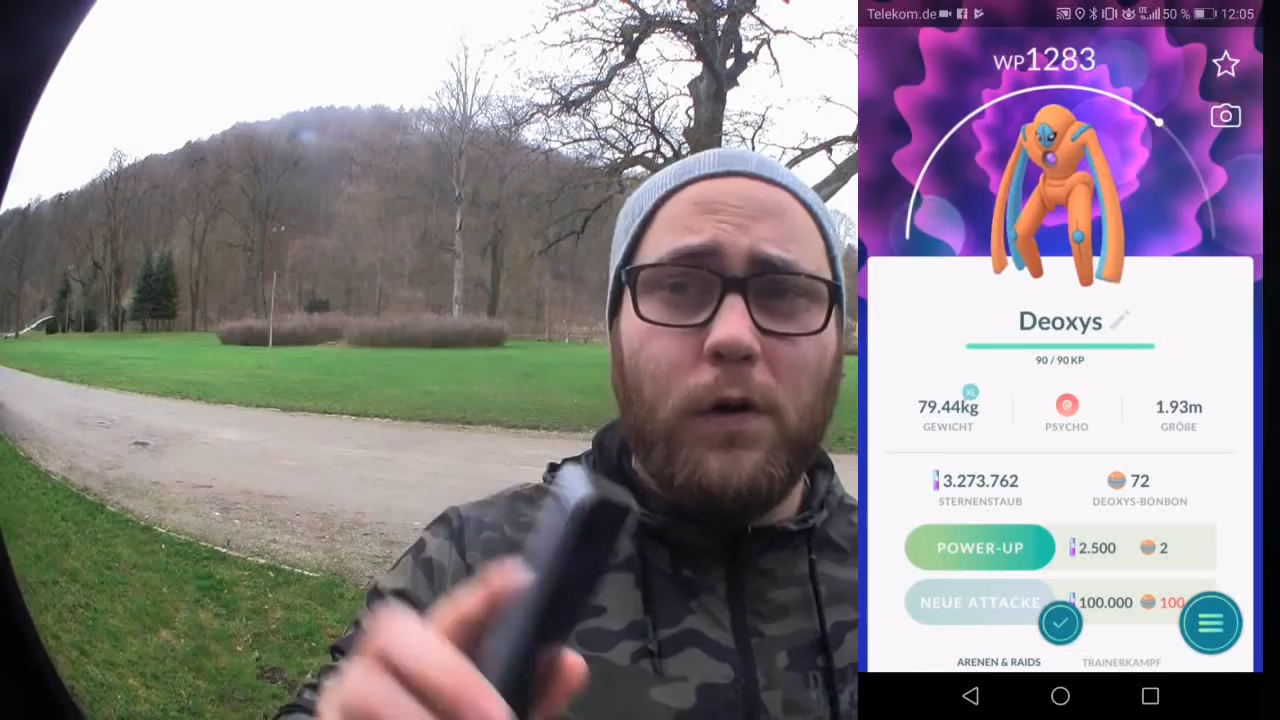 Telekom.de 50 % 12:05
WP1283
Deoxys
90 / 90 KP
XL
79.44kg 1.93m
GEWICHT PSYCHO GRÖßE
3.273.762 72
STERNENSTAUB DEOXYS-BONBON
POWER-UP 2.500 2
NEUE ATTACKE 100.000 100
ARENEN & RAIDS TRAINERKAMPF